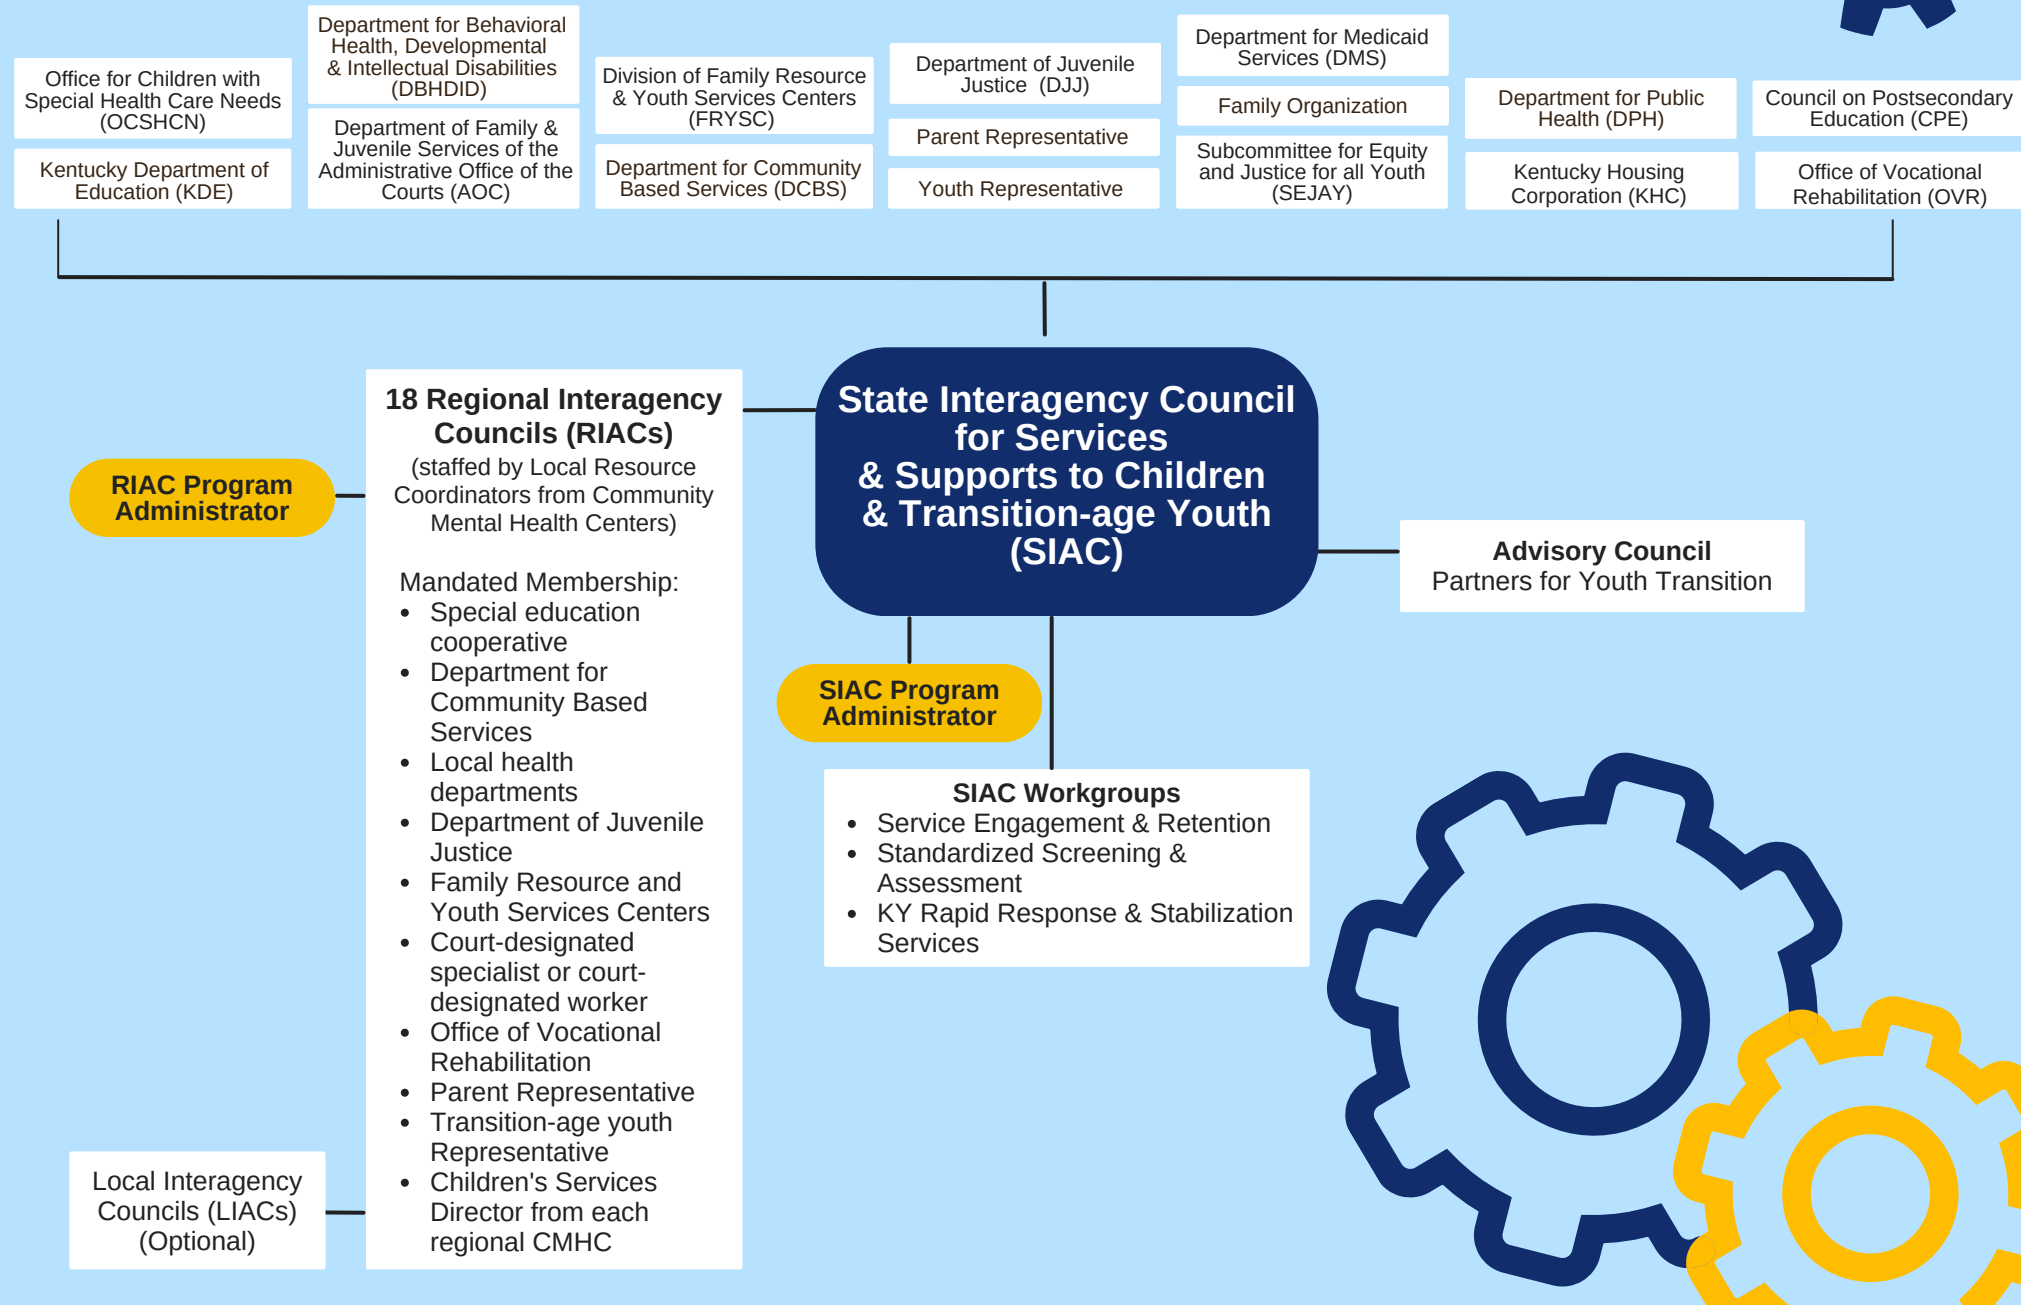 Office for Children with
Special Health Care Needs
(OCSHCN)
Kentucky Department of
Education (KDE)
Department for Behavioral
Health, Developmental
& Intellectual Disabilities
(DBHDID)
Department of Family &
Juvenile Services of the
Administrative Office of the
Courts (AOC)
Division of Family Resource
& Youth Services Centers
(FRYSC)
Department for Community
Based Services (DCBS)
Department of Juvenile
Justice (DJJ)
Parent Representative
Youth Representative
Department for Medicaid
Services (DMS)
Family Organization
Subcommittee for Equity
and Justice for all Youth
(SEJAY)
Department for Public
Health (DPH)
Kentucky Housing
Corporation (KHC)
Council on Postsecondary
Education (CPE)
Office of Vocational
Rehabilitation (OVR)
State Interagency Council
for Services
& Supports to Children
& Transition-age Youth
(SIAC)
18 Regional Interagency
Councils (RIACs)
(staffed by Local Resource
Coordinators from Community
Mental Health Centers)
Mandated Membership:
• Special education
cooperative
• Department for
Community Based
Services
• Local health
departments
• Department of Juvenile
Justice
• Family Resource and
Youth Services Centers
• Court-designated
specialist or court-
designated worker
• Office of Vocational
Rehabilitation
• Parent Representative
• Transition-age youth
Representative
• Children's Services
Director from each
regional CMHC
RIAC Program
Administrator
Local Interagency
Councils (LIACs)
(Optional)
Advisory Council
Partners for Youth Transition
SIAC Program
Administrator
SIAC Workgroups
• Service Engagement & Retention
• Standardized Screening &
Assessment
• KY Rapid Response & Stabilization
Services